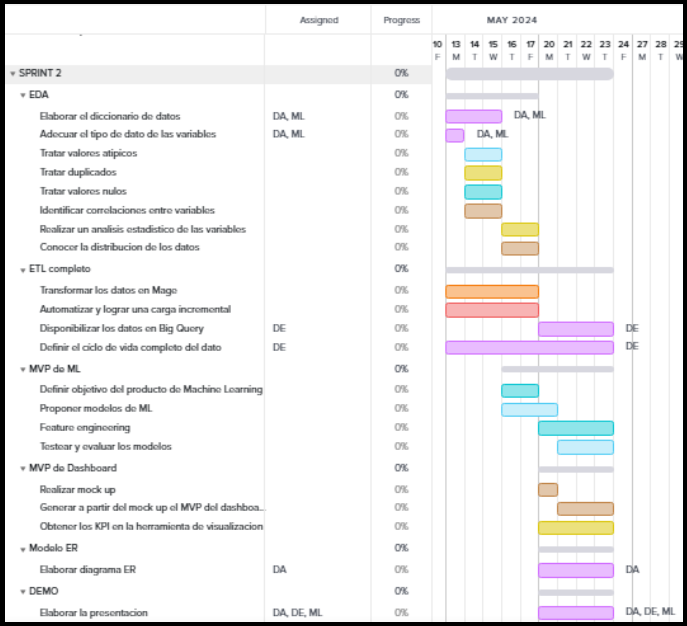 Assigned Progress MAY 2024
10 13 14 15 16 17 20 21 22 23 24 27 28 29
F M T W T F M T W T F M T W
SPRINT 2 0%
EDA 0%
Elaborar el diccionario de datos DA, ML 0% DA, ML
Adecuar el tipo de dato de las variables DA, ML 0% DA, ML
Tratar valores atipicos 0%
Tratar duplicados 0%
Tratar valores nulos 0%
Identificar correlaciones entre variables 0%
Realizar un analisis estadistico de las variables 0%
Conocer la distribucion de los datos 0%
ETL completo 0%
Transformar los datos en Mage 0%
Automatizar y lograr una carga incremental 0%
Disponibilizar los datos en Big Query DE 0% DE
Definir el ciclo de vida completo del dato DE 0% DE
MVP de ML 0%
Definir objetivo del producto de Machine Learning 0%
Proponer modelos de ML 0%
Feature engineering 0%
Testear y evaluar los modelos 0%
MVP de Dashboard 0%
Realizar mock up 0%
Generar a partir del mock up el MVP del dashboa... 0%
Obtener los KPI en la herramienta de visualizacion 0%
Modelo ER 0%
Elaborar diagrama ER DA 0% DA
DEMO 0%
Elaborar la presentacion DA, DE, ML 0% DA, DE, ML